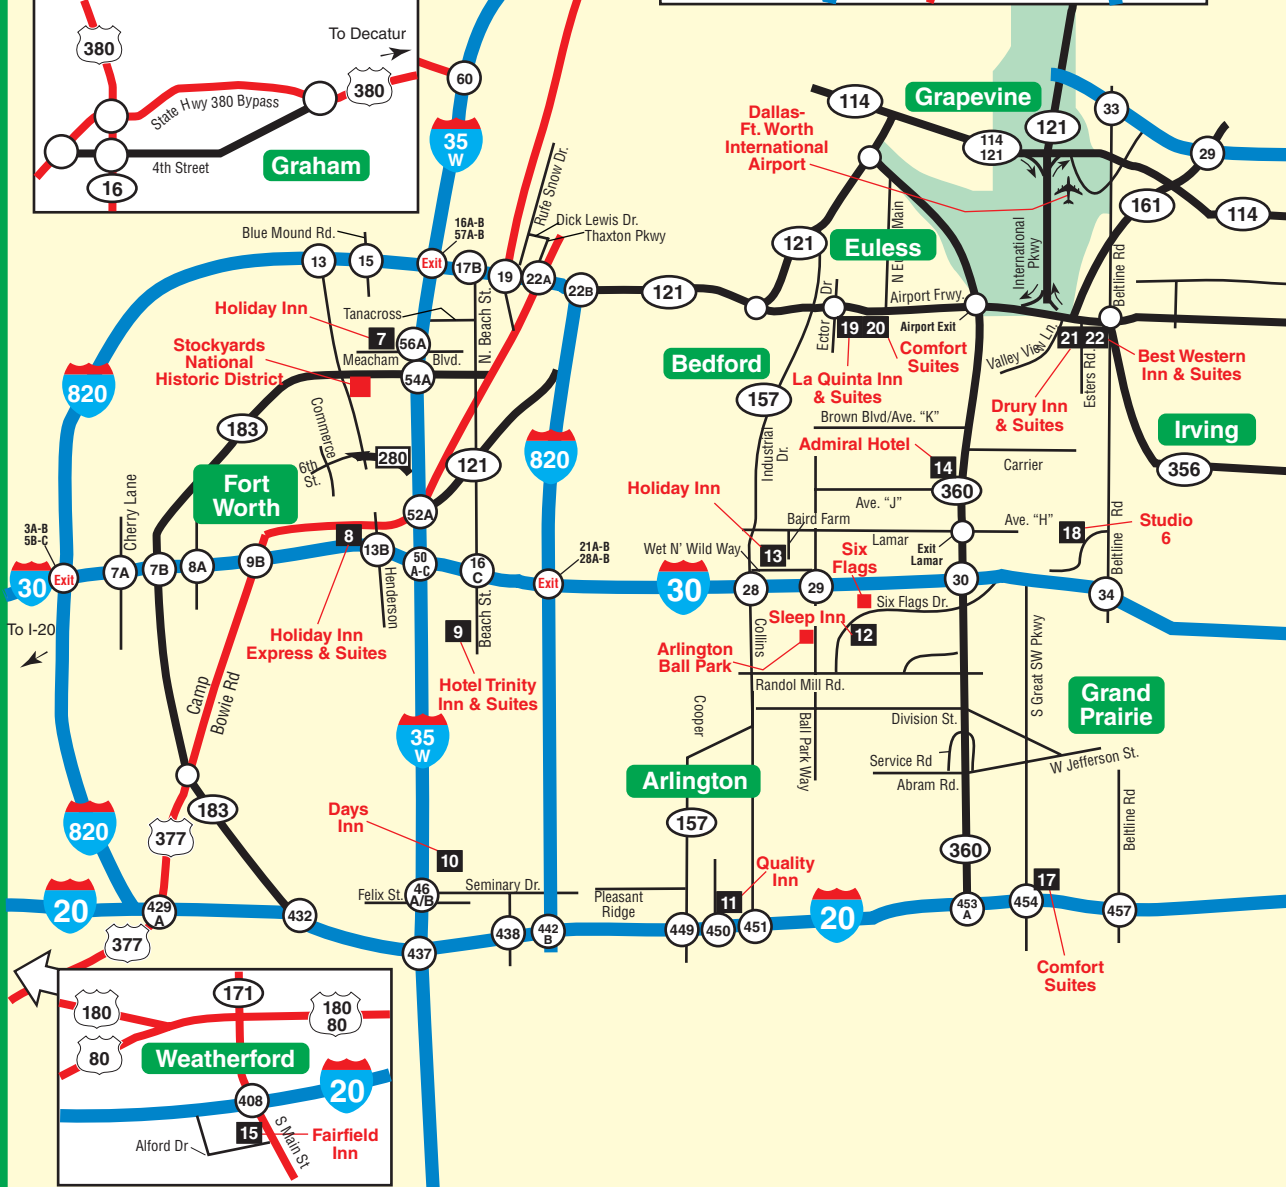 380
To Decatur
380
State Hwy 380 Bypass
4th Street
Graham
16
60
35
W
Rufe Snow Dr.
Dick Lewis Dr.
Thaxton Pkwy
16A-B
57A-B
Blue Mound Rd.
13
15
Exit
17B
19
22A
22B
121
Holiday Inn
Tanacross
7
56A
Meacham
Blvd.
N. Beach St.
Stockyards
National
Historic District
54A
820
183
Commerce
6th
St.
280
121
820
Fort
Worth
52A
3A-B
5B-C
Cherry Lane
8
30
Exit
7A
7B
8A
9B
13B
50
A-C
16
C
Exit
21A-B
28A-B
Henderson
Beach St.
To I-20
Holiday Inn
Express & Suites
9
Hotel Trinity
Inn & Suites
Camp
Bowie Rd
35
W
183
377
820
Days
Inn
10
20
429
A
432
Felix St.
46
A/B
Seminary Dr.
437
438
442
B
377
114
Dallas-
Ft. Worth
International
Airport
Grapevine
114
121
121
33
29
161
114
121
Euless
N Eu
Main
International
Pkwy
Beltline Rd
Airport Frwy.
Airport Exit
Ector Dr
19
20
Comfort
Suites
La Quinta Inn
& Suites
Bedford
157
Valley View Ln.
21
22
Best Western
Inn & Suites
Esters Rd.
Drury Inn
& Suites
Irving
356
Brown Blvd/Ave. “K”
Industrial
Dr.
Admiral Hotel
14
Carrier
360
Holiday Inn
Ave. “J”
Baird Farm
Lamar
Ave. “H”
18
Studio
6
Beltline Rd
Wet N’ Wild Way
13
Six
Flags
Exit
Lamar
30
28
29
30
34
Six Flags Dr.
Sleep Inn
12
Collins
Arlington
Ball Park
Randol Mill Rd.
S Great SW Pkwy
Grand
Prairie
Cooper
Ball Park Way
Division St.
Service Rd
Abram Rd.
W Jefferson St.
Arlington
157
360
Beltline Rd
Quality
Inn
Pleasant
Ridge
11
449
450
451
20
453
A
454
17
457
Comfort
Suites
171
180
180
80
80
Weatherford
20
408
15
Fairfield
Inn
Alford Dr
S Main St